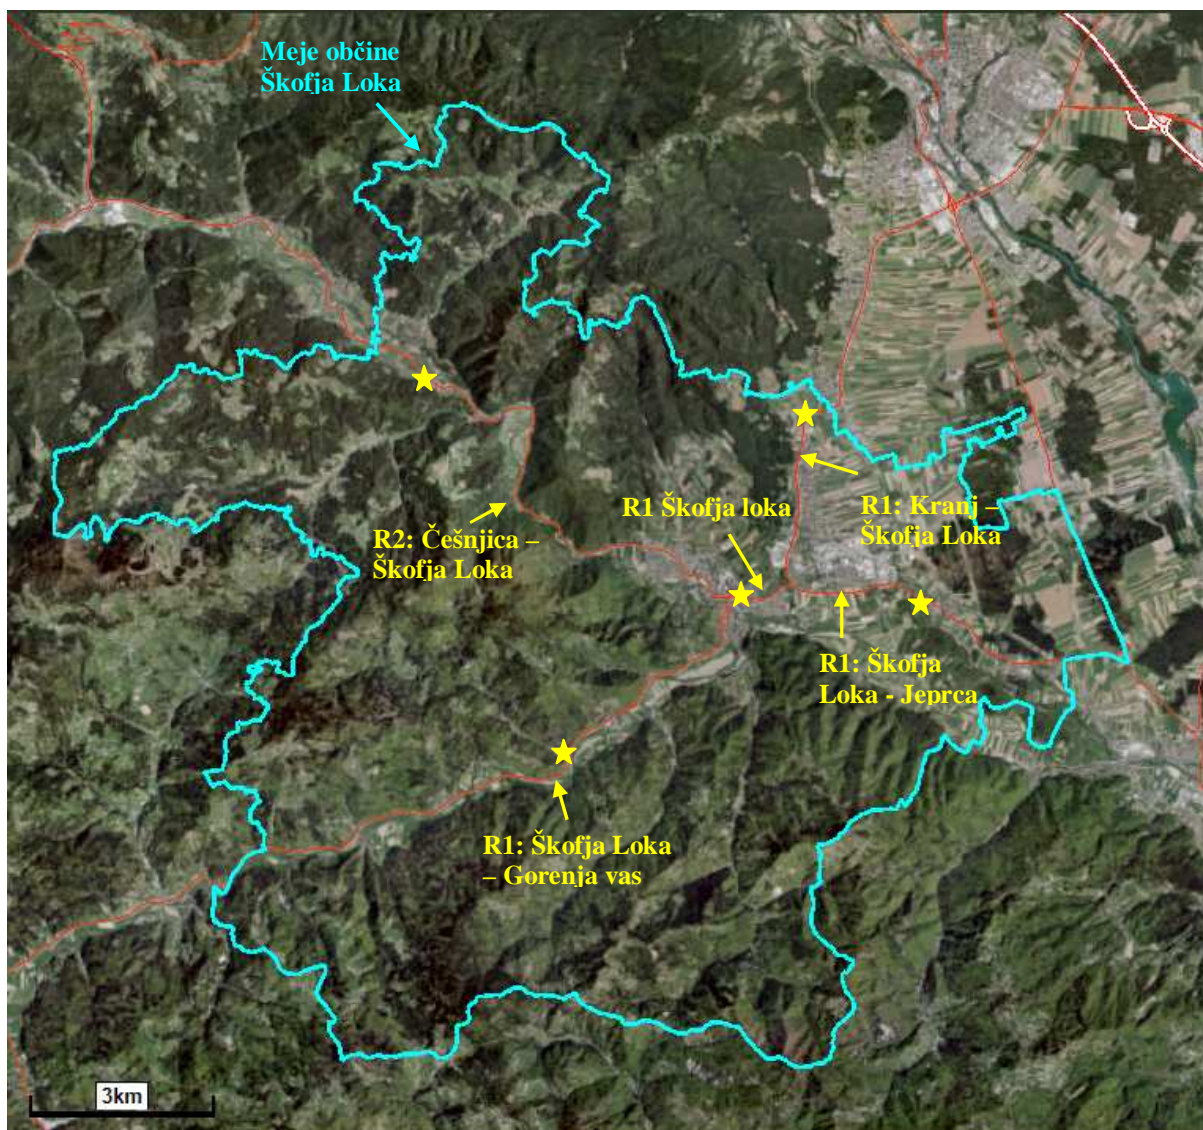 Meje občine
Škofja Loka
R1 Škofja loka
R1: Kranj –
Škofja Loka
R2: Češnjica –
Škofja Loka
R1: Škofja
Loka - Jeprca
R1: Škofja Loka
– Gorenja vas
3km